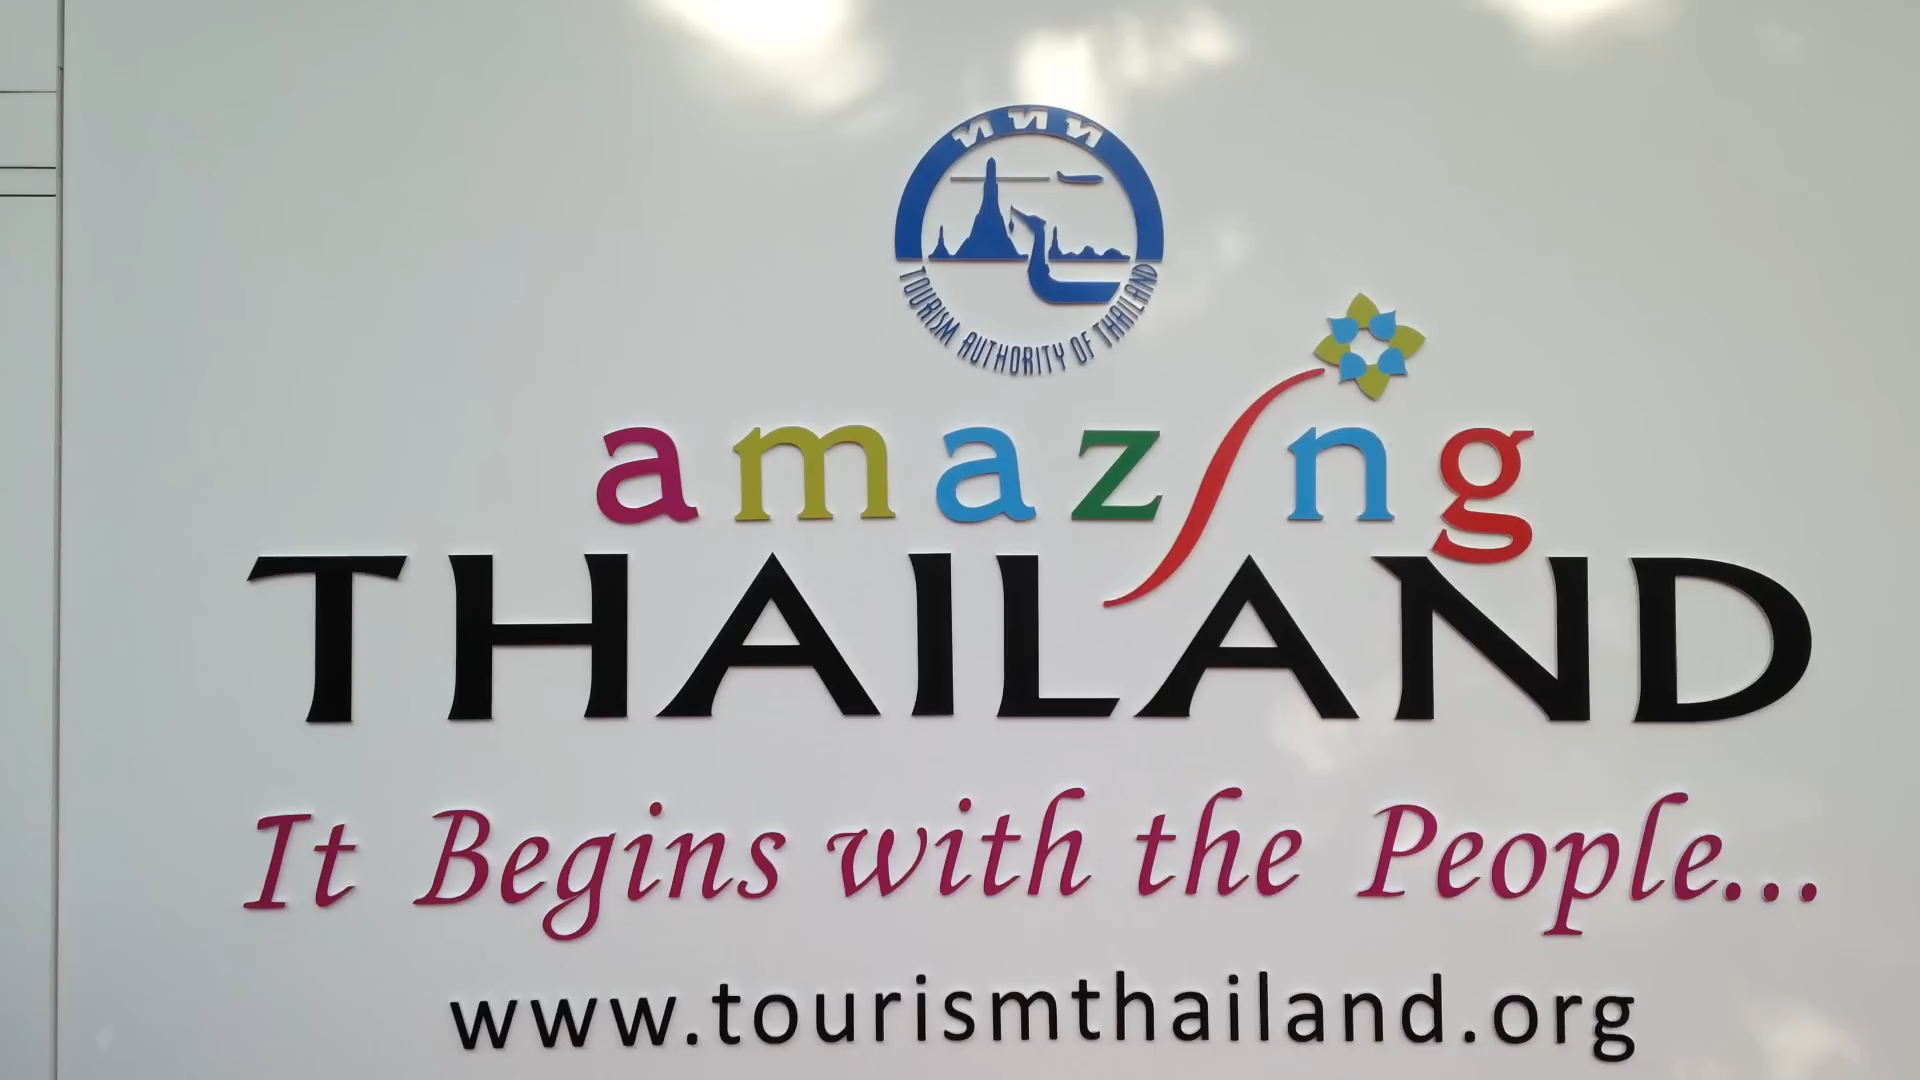 ททท
TOURISM AUTHORITY OF THAILAND
amazing
THAILAND
It Begins with the People...
www.tourismthailand.org